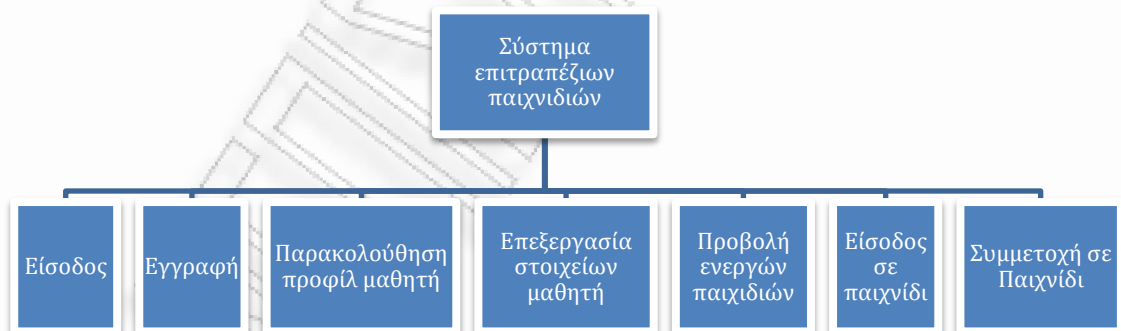 Σύστημα
επιτραπέζιων
παιχνιδιών
Είσοδος
Εγγραφή
Παρακολούθηση
προφίλ μαθητή
Επεξεργασία
στοιχείων
μαθητή
Προβολή
ενεργών
παιχιδιών
Είσοδος
σε
παιχνίδι
Συμμετοχή σε
Παιχνίδι